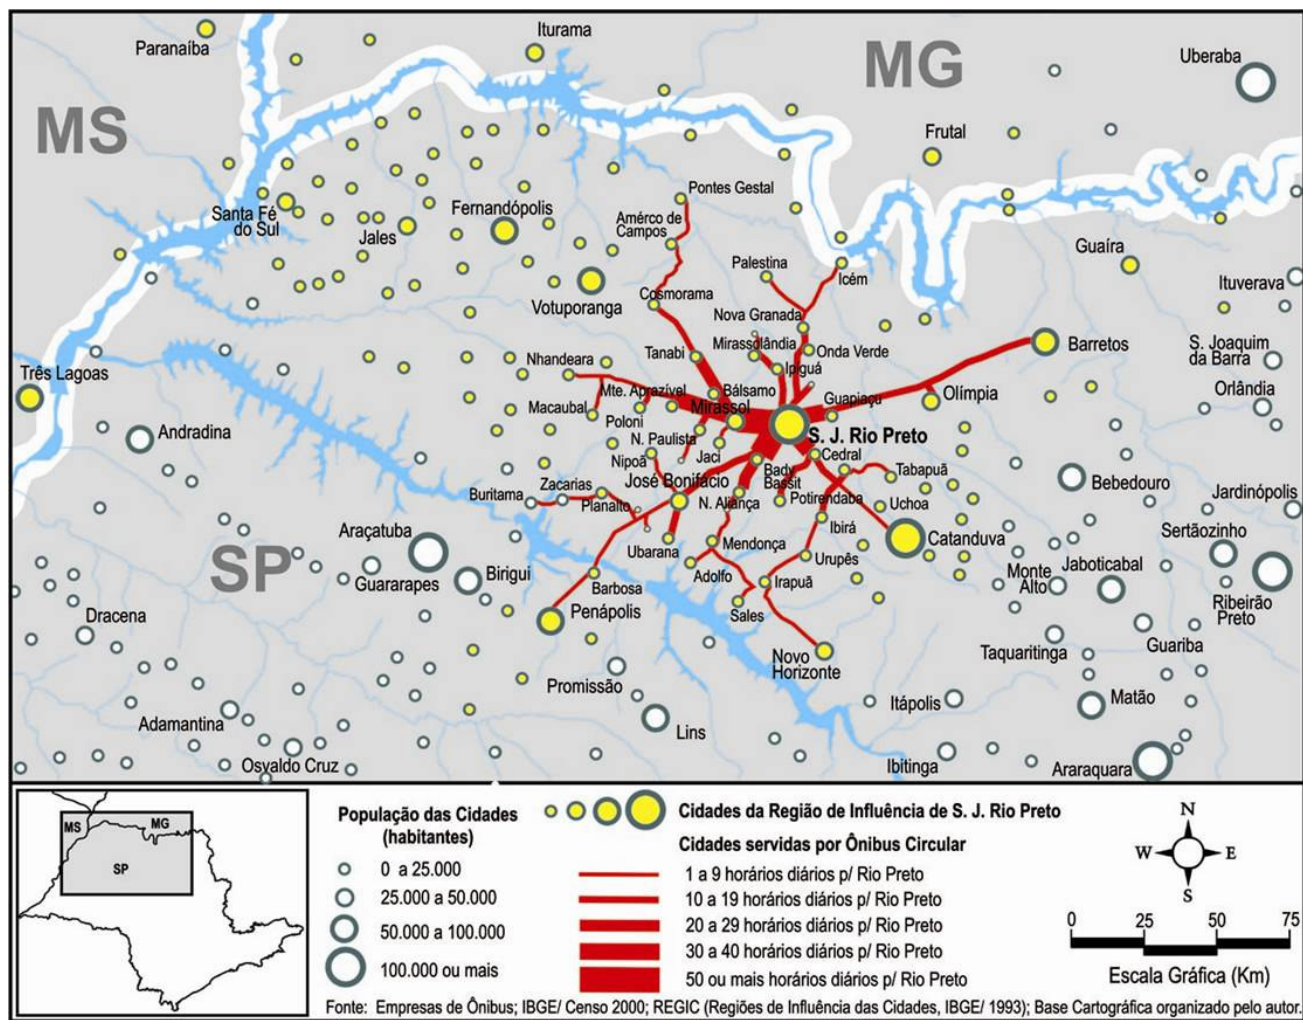 Paranaíba
Iturama
MG
Uberaba
MS
Frutal
Pontes Gestal
Santa Fé
do Sul
Fernandópolis
Américo de
Campos
Jales
Guaíra
Palestina
Icém
Ituverava
Votuporanga
Cosmorama
Nova Granada
Mirassolândia
Onda Verde
Barretos
S. Joaquim
da Barra
Três Lagoas
Nhandeara
Tanabi
Ipiguá
Orlândia
Mte. Aprazível
Bálsamo
Olímpia
Macaubal
Mirassol
Guapiaçu
Poloni
Andradina
N. Paulista
S. J. Rio Preto
Jaci
Cedral
Nipoã
Bady
Bassit
Tabapuã
Bebedouro
José Bonifácio
Zacarias
Buritama
N. Aliança
Potirendaba
Uchoa
Jardinópolis
Planalto
Ibirá
Sertãozinho
Araçatuba
Catanduva
Ubarana
Mendonça
SP
Urupês
Guararapes
Birigui
Adolfo
Monte
Alto
Jaboticabal
Barbosa
Irapuã
Ribeirão
Preto
Dracena
Penápolis
Sales
Guariba
Taquaritinga
Novo
Horizonte
Promissão
Itápolis
Matão
Adamantina
Lins
Osvaldo Cruz
Ibitinga
Araraquara
MS
MG
SP
População das Cidades
(habitantes)
0 a 25.000
25.000 a 50.000
50.000 a 100.000
100.000 ou mais
Cidades da Região de Influência de S. J. Rio Preto
Cidades servidas por Ônibus Circular
1 a 9 horários diários p/ Rio Preto
10 a 19 horários diários p/ Rio Preto
20 a 29 horários diários p/ Rio Preto
30 a 40 horários diários p/ Rio Preto
50 ou mais horários diários p/ Rio Preto
N
W E
S
0 25 50 75
Escala Gráfica (Km)
Fonte: Empresas de Ônibus; IBGE/ Censo 2000; REGIC (Regiões de Influência das Cidades, IBGE/ 1993); Base Cartográfica organizado pelo autor.